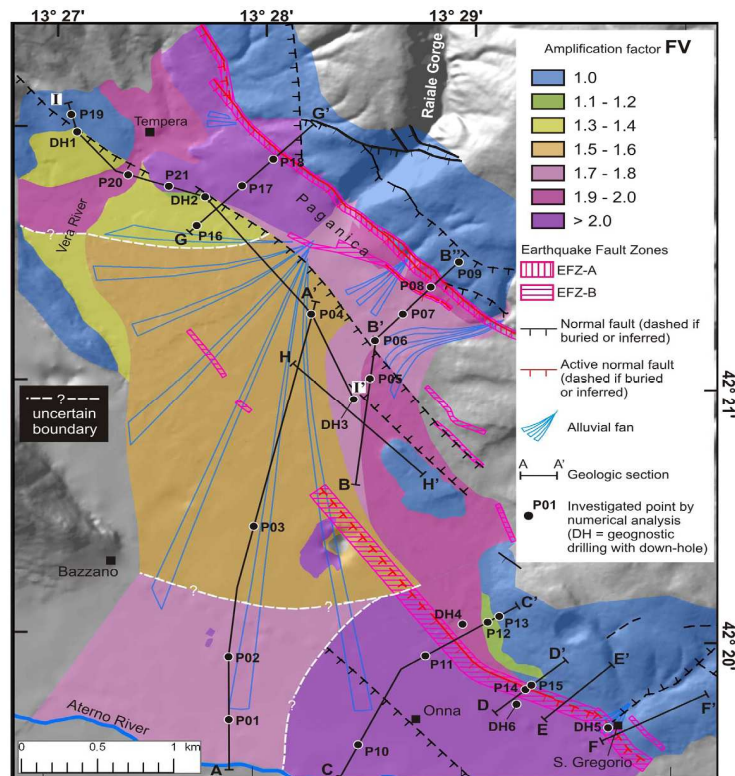 13° 27'
13° 28'
13° 29'
Amplification factor FV
1.0
1.1 - 1.2
1.3 - 1.4
1.5 - 1.6
1.7 - 1.8
1.9 - 2.0
> 2.0
Earthquake Fault Zones
EFZ-A
EFZ-B
Normal fault (dashed if
buried or inferred)
Active normal fault
(dashed if buried
or inferred)
Alluvial fan
A A'
Geologic section
P01
Investigated point by
numerical analysis
(DH = geognostic
drilling with down-hole)
Raiale Gorge
I
P19
Tempera
DH1
G'
P18
P20
P21
P17
DH2
Vera River
P16
G
?
Paganica
B''
P09
P08
A'
P07
P04
B'
P06
H
P05
I'
42° 21'
DH3
? uncertain
boundary
H'
B
P03
Bazzano
?
?
C'
DH4
P13
P12
42° 20'
D'
P02
P11
E'
P15
P14
D
F'
P01
Onna
DH6
E
DH5
Aterno River
F
P10
S. Gregorio
?
0 0.5 1 km
A
C